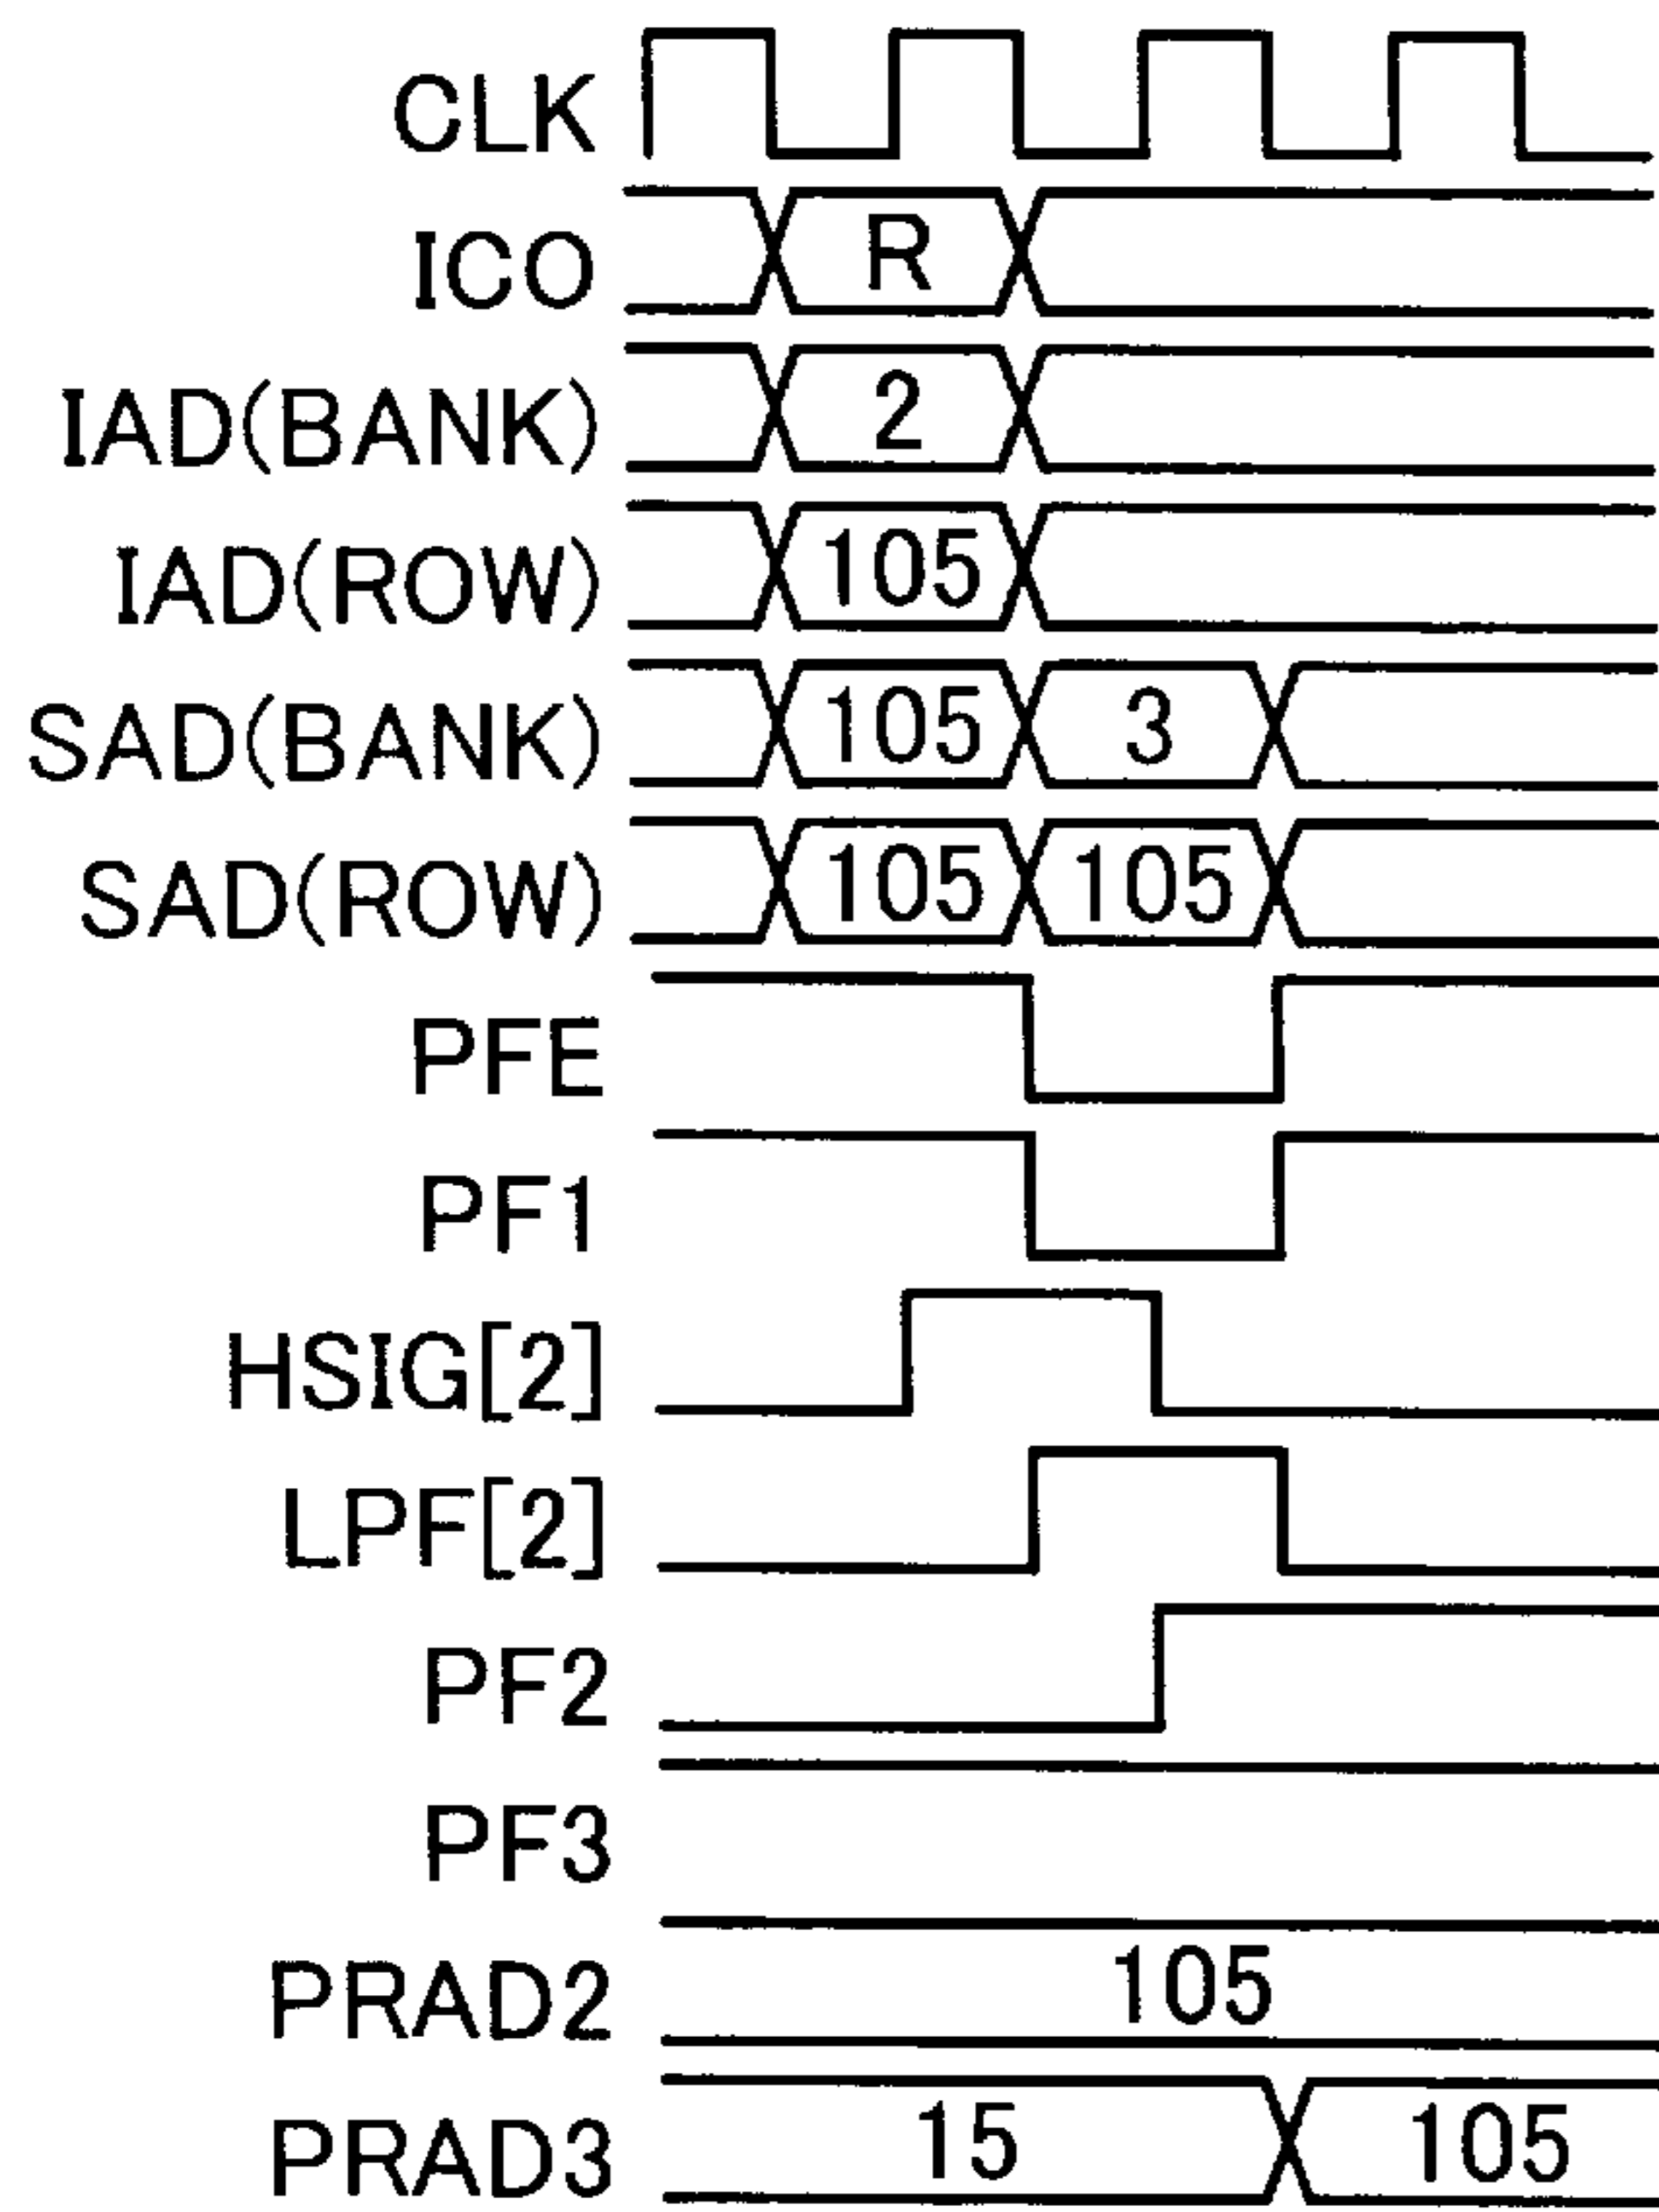 CLK
ICO R
IAD(BANK) 2
IAD(ROW) 105
SAD(BANK) 105 3
SAD(ROW) 105 105
PFE
PF1
HSIG[2]
LPF[2]
PF2
PF3
PRAD2 105
PRAD3 15 105